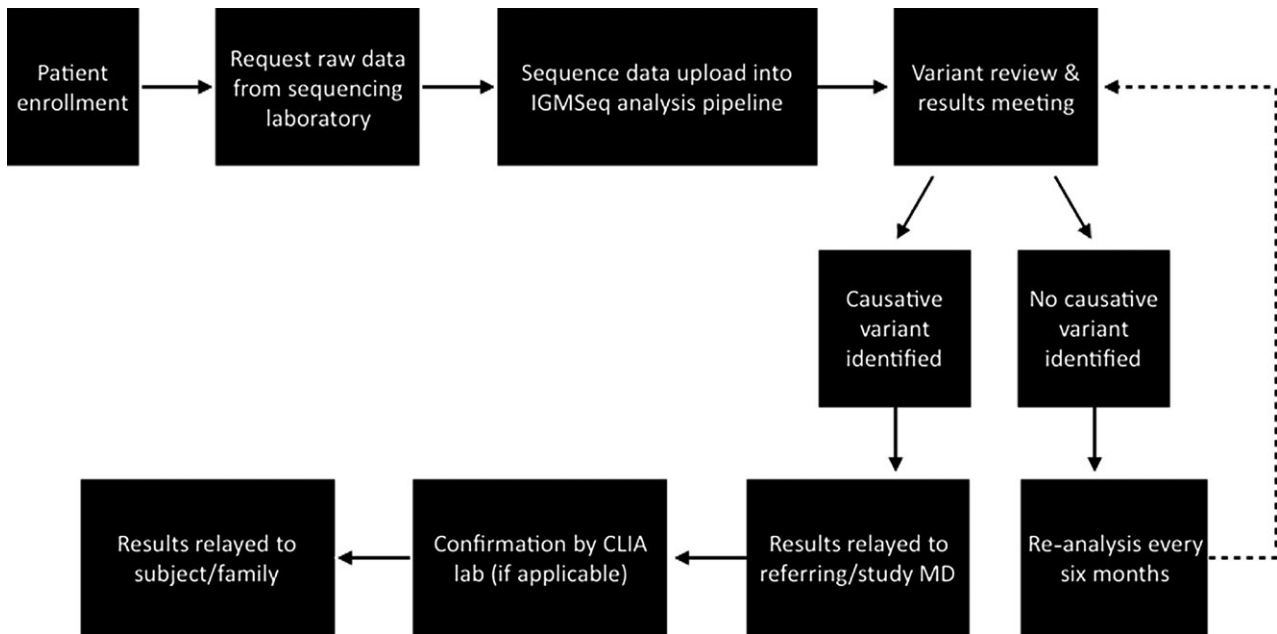 Patient
enrollment
Request raw data
from sequencing
laboratory
Sequence data upload into
IGMSeq analysis pipeline
Variant review &
results meeting
Causative
variant
identified
No causative
variant
identified
Results relayed to
subject/family
Confirmation by CLIA
lab (if applicable)
Results relayed to
referring/study MD
Re-analysis every
six months